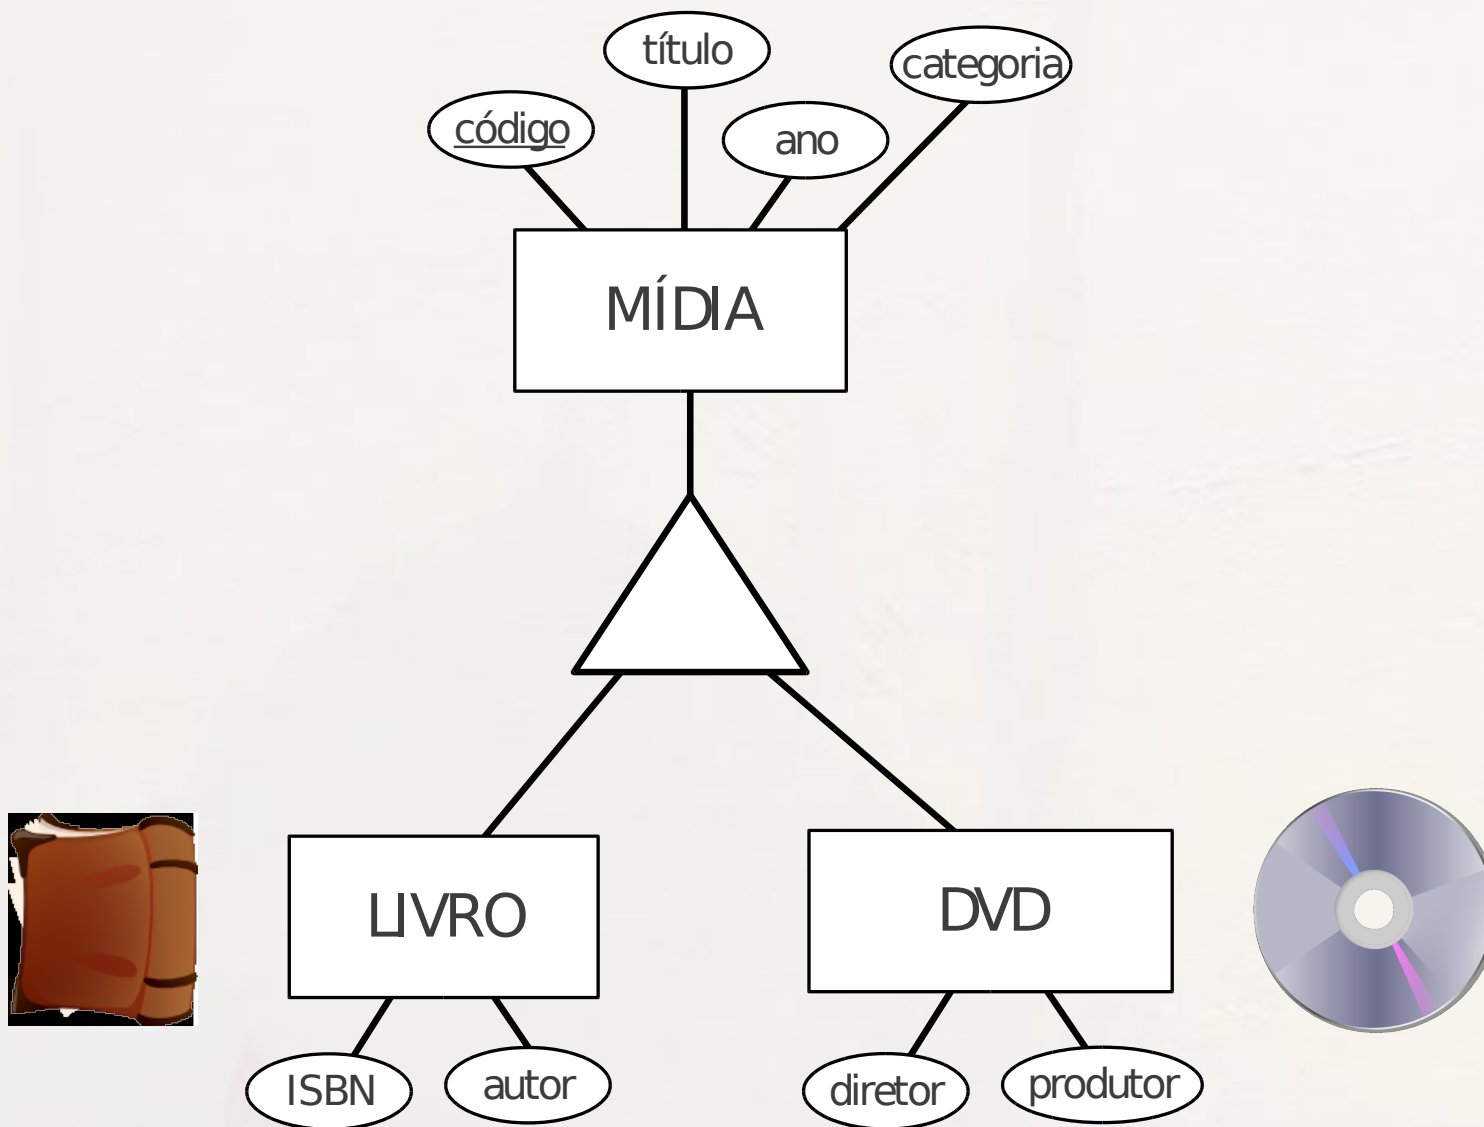 título
categoria
código
ano
MÍDIA
LIVRO
DVD
ISBN
autor
diretor
produtor